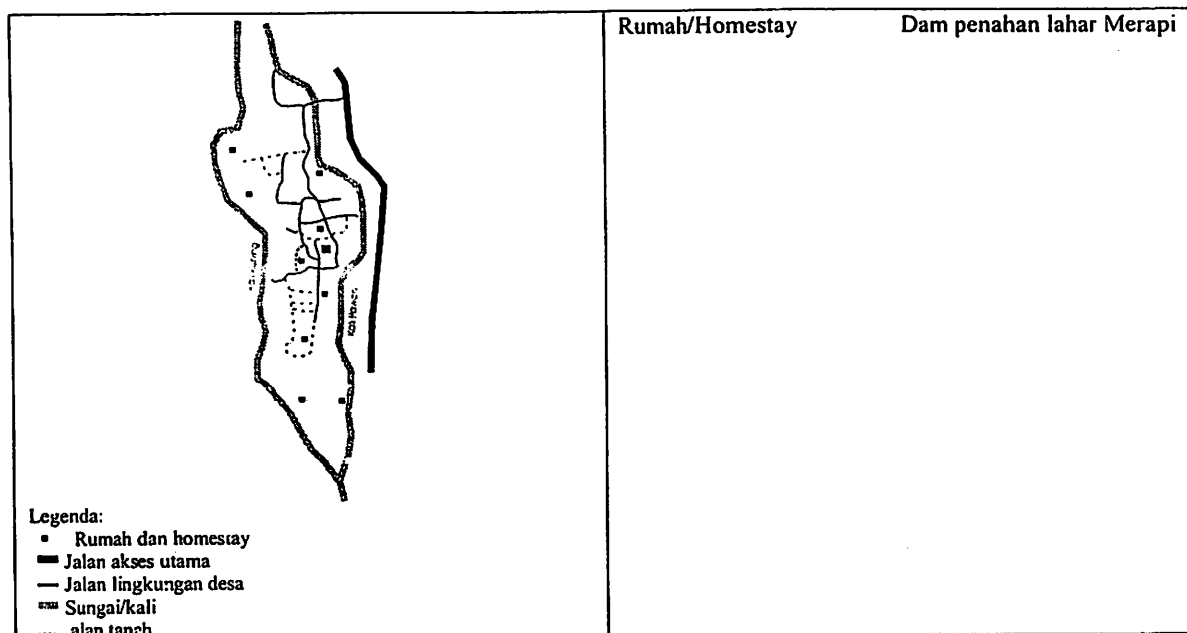 Rumah/Homestay Dam penahan lahar Merapi
Legenda:
Rumah dan homestay
Jalan akses utama
Jalan lingkungan desa
Sungai/kali